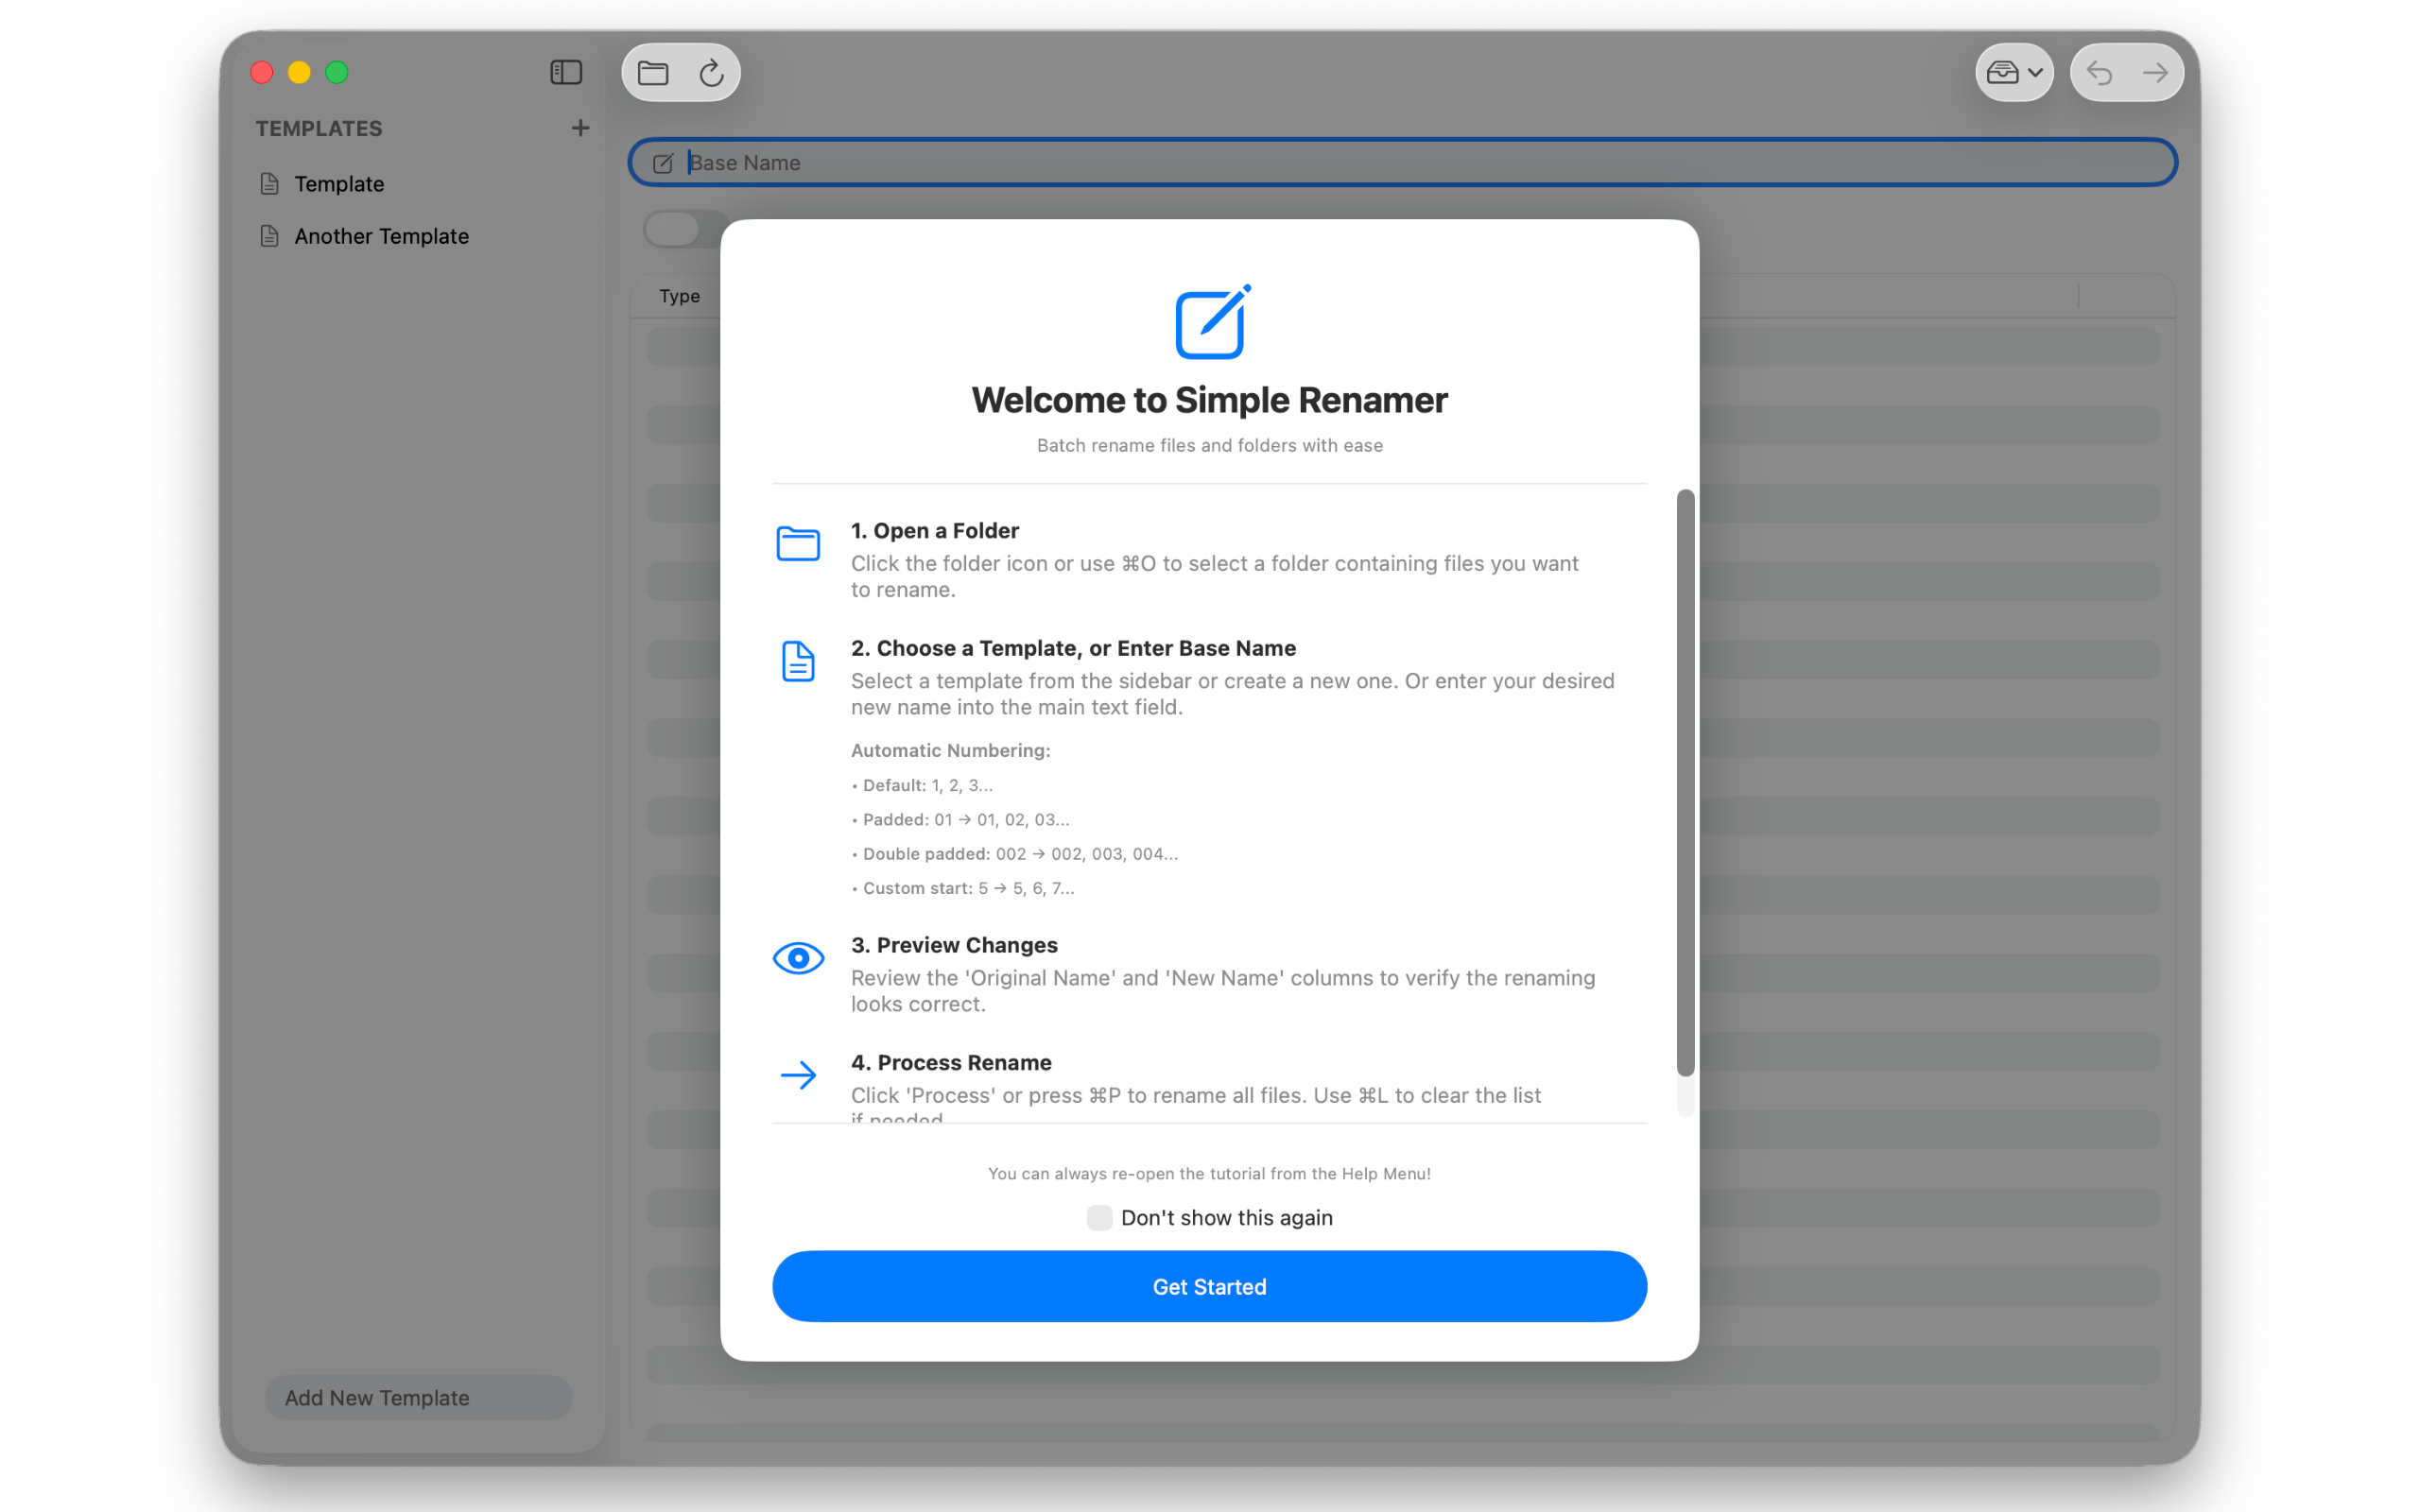 TEMPLATES
Template
Another Template
Add New Template
Base Name
Type
Welcome to Simple Renamer
Batch rename files and folders with ease
1. Open a Folder
Click the folder icon or use ⌘O to select a folder containing files you want
to rename.
2. Choose a Template, or Enter Base Name
Select a template from the sidebar or create a new one. Or enter your desired
new name into the main text field.
Automatic Numbering:
• Default: 1, 2, 3...
• Padded: 01 → 01, 02, 03...
• Double padded: 002 → 002, 003, 004...
• Custom start: 5 → 5, 6, 7...
3. Preview Changes
Review the 'Original Name' and 'New Name' columns to verify the renaming
looks correct.
4. Process Rename
Click 'Process' or press ⌘P to rename all files. Use ⌘L to clear the list
if needed
You can always re-open the tutorial from the Help Menu!
Don't show this again
Get Started